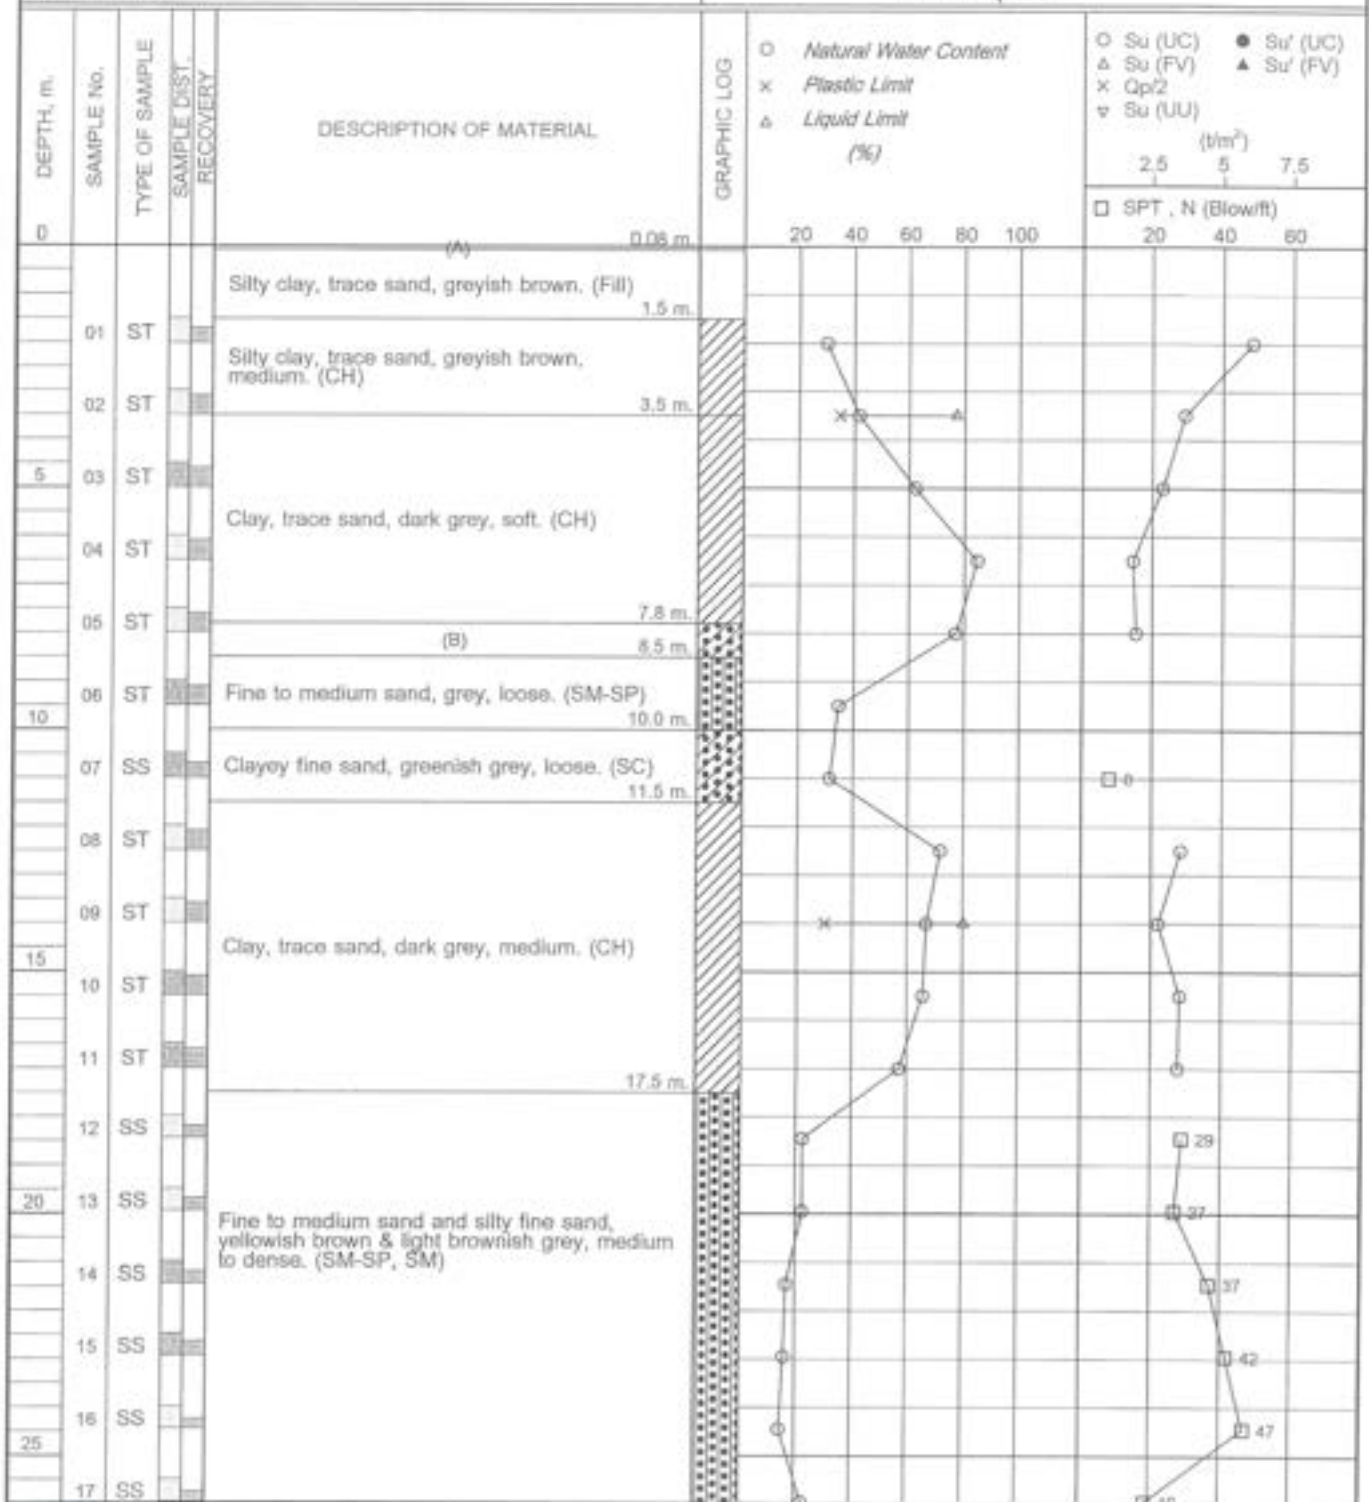 DEPTH, m.
SAMPLE No.
TYPE OF SAMPLE
SAMPLE DIST.
RECOVERY
DESCRIPTION OF MATERIAL
GRAPHIC LOG
Natural Water Content
Plastic Limit
Liquid Limit
(%)
Su (UC) Su' (UC)
Su (FV) Su' (FV)
Qp/2
Su (UU)
(t/m²)
2.5 5 7.5
SPT , N (Blow/ft)
0 0.08 m. 20 40 60 80 100 20 40 60
(A)
Silty clay, trace sand, greyish brown. (Fill)
1.5 m.
01 ST
Silty clay, trace sand, greyish brown,
medium. (CH)
02 ST 3.5 m.
5 03 ST
Clay, trace sand, dark grey, soft. (CH)
04 ST
7.8 m.
05 ST
(B) 8.5 m.
06 ST Fine to medium sand, grey, loose. (SM-SP)
10 10.0 m.
07 SS Clayey fine sand, greenish grey, loose. (SC)
11.5 m.
08 ST
09 ST
Clay, trace sand, dark grey, medium. (CH)
15
10 ST
11 ST
17.5 m.
12 SS 29
20 13 SS 37
Fine to medium sand and silty fine sand,
yellowish brown & light brownish grey, medium
to dense. (SM-SP, SM)
14 SS 37
15 SS 42
16 SS 47
25
17 SS